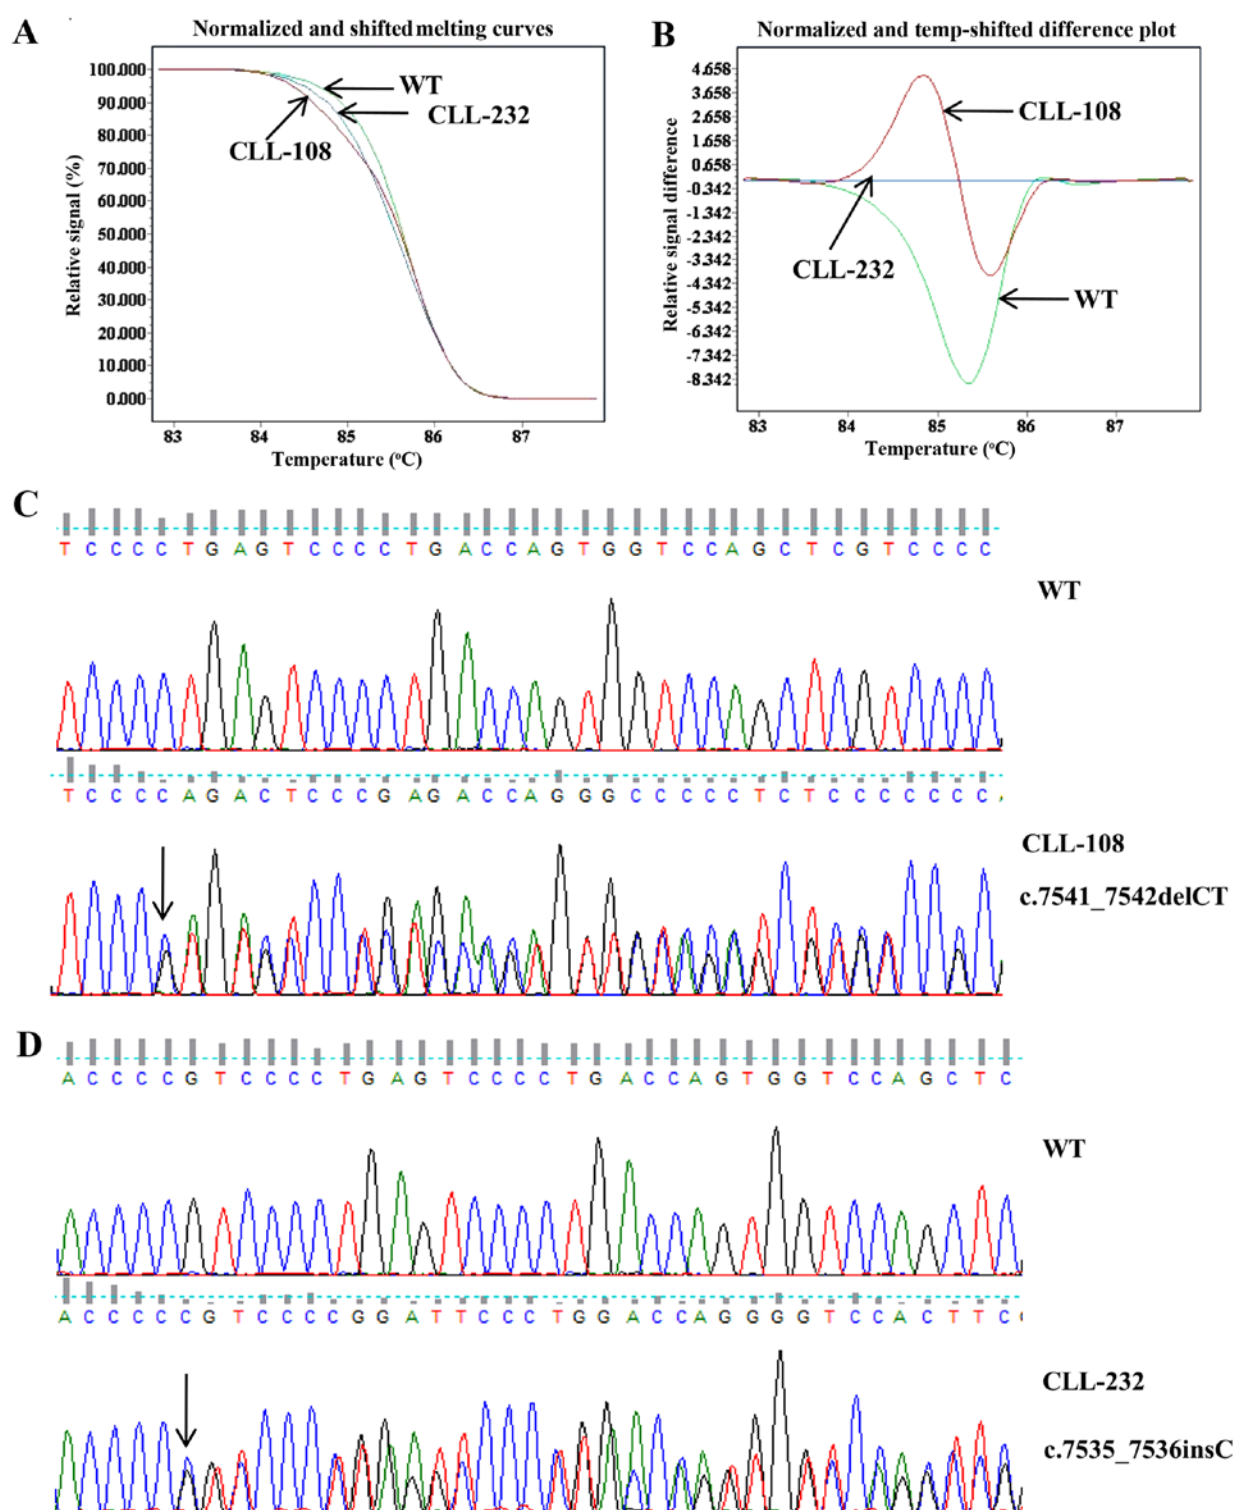 A
Normalized and shifted melting curves
100.000
90.000
80.000
70.000
60.000
50.000
40.000
30.000
20.000
10.000
0.000
Relative signal (%)
WT
CLL-232
CLL-108
83 84 85 86 87
Temperature (°C)
B
Normalized and temp-shifted difference plot
4.658
3.658
2.658
1.658
0.658
-0.342
-1.342
-2.342
-3.342
-4.342
-5.342
-6.342
-7.342
-8.342
Relative signal difference
CLL-108
CLL-232
WT
83 84 85 86 87
Temperature (°C)
C
T C C C C T G A G T C C C C T G A C C A G T G G T C C A G C T C G T C C C C
WT
T C C C C A G A C T C C C G A G A C C A G G G C C C C C T C T C C C C C C C
CLL-108
c.7541_7542delCT
D
A C C C C G T C C C C T G A G T C C C C T G A C C A G T G G T C C A G C T C
WT
A C C C C C G T C C C C G G A T T C C C T G G A C C A G G G G T C C A C T T C
CLL-232
c.7535_7536insC